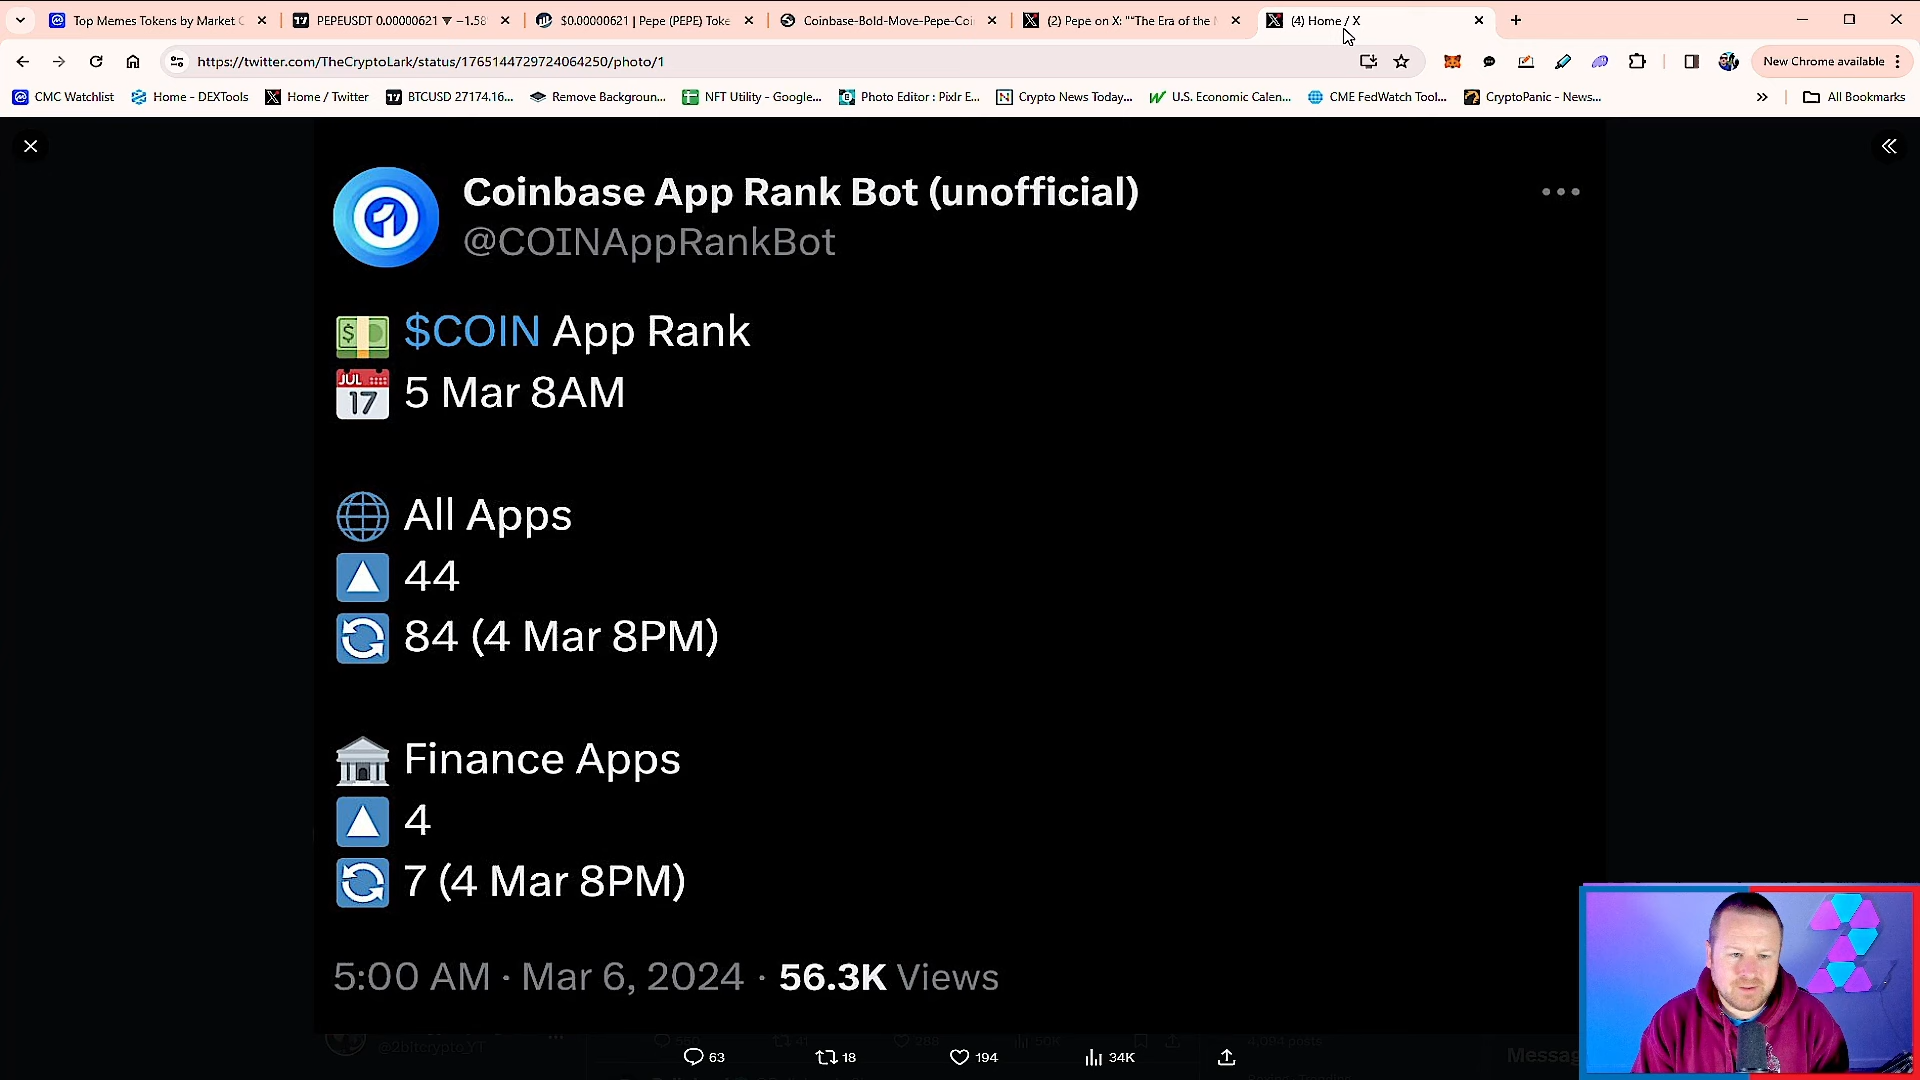 Top Memes Tokens by Market C
PEPEUSDT 0.00000621 ▼ −1.58
$0.00000621 | Pepe (PEPE) Toke
Coinbase-Bold-Move-Pepe-Coi
(2) Pepe on X: "“The Era of the
(4) Home / X
https://twitter.com/TheCryptoLark/status/1765144729724064250/photo/1
New Chrome available
CMC Watchlist
Home - DEXTools
Home / Twitter
BTCUSD 27174.16...
Remove Backgroun...
NFT Utility - Google...
Photo Editor : Pixlr E...
Crypto News Today...
U.S. Economic Calen...
CME FedWatch Tool...
CryptoPanic - News...
All Bookmarks
Coinbase App Rank Bot (unofficial)
@COINAppRankBot
$COIN App Rank
JUL 17 5 Mar 8AM
All Apps
44
84 (4 Mar 8PM)
Finance Apps
4
7 (4 Mar 8PM)
5:00 AM · Mar 6, 2024 · 56.3K Views
@2bitcrypto_YT
63
18
194
34K